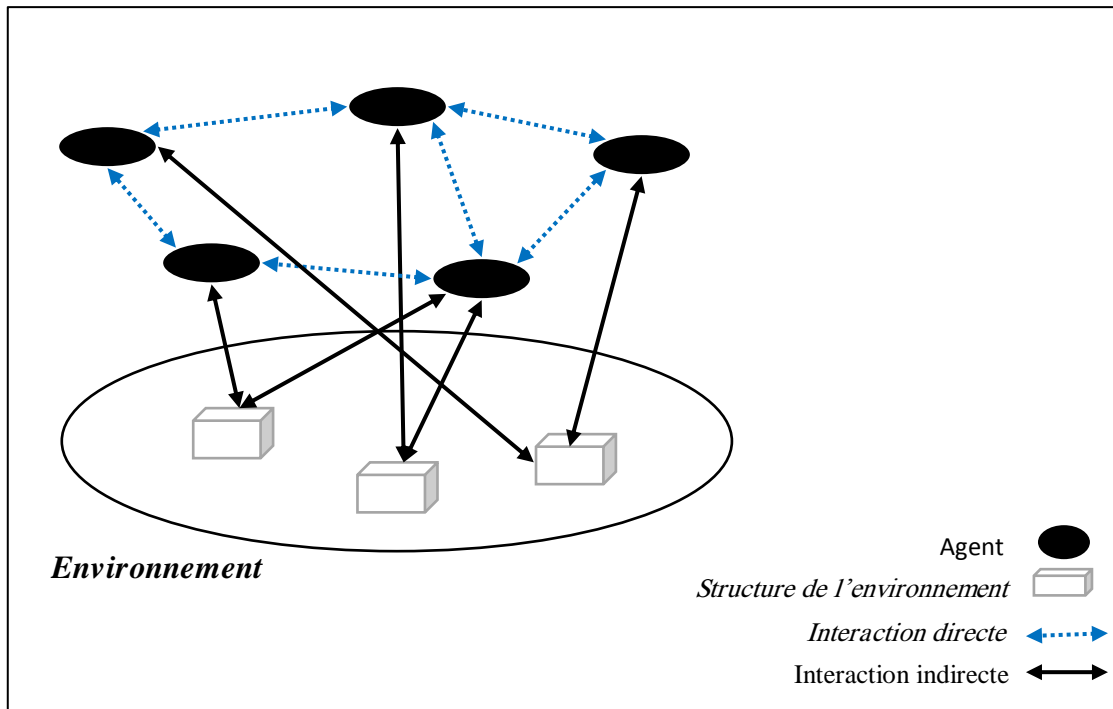 Environnement
Agent
Structure de l’environnement
Interaction directe
Interaction indirecte